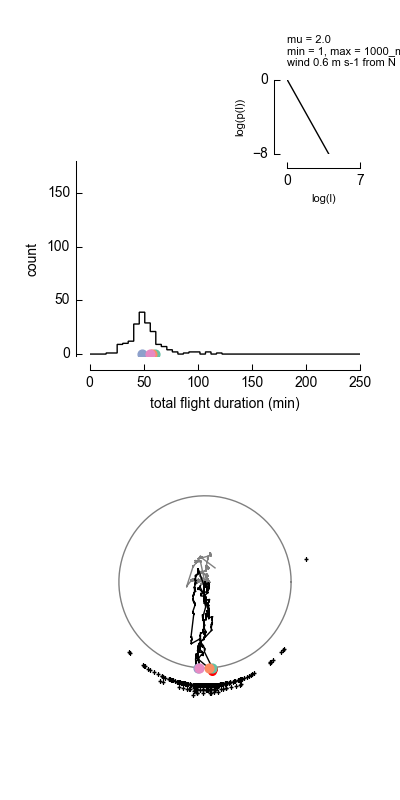 mu = 2.0
min = 1, max = 1000_m
wind 0.6 m s-1 from N
0
log(p(l))
−8
0
7
log(l)
150
100
count
50
0
0
50
100
150
200
250
total flight duration (min)